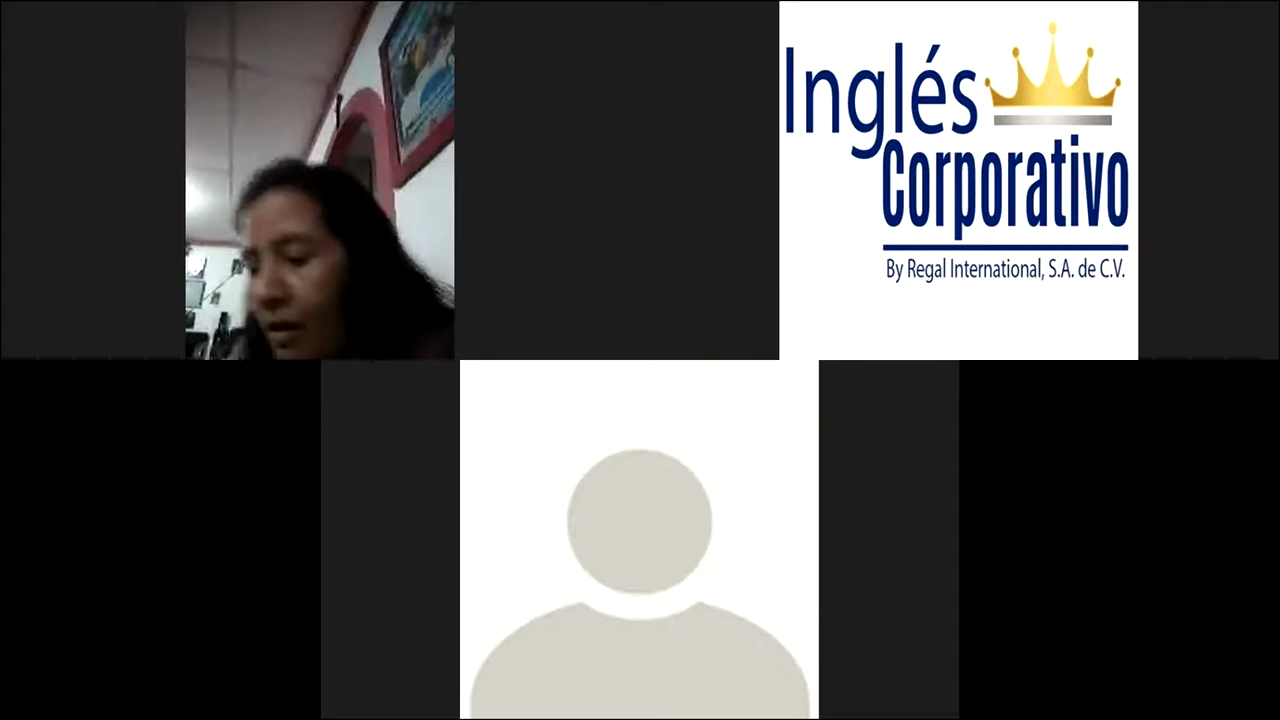 Inglés
Corporativo
By Regal International, S.A. de C.V.